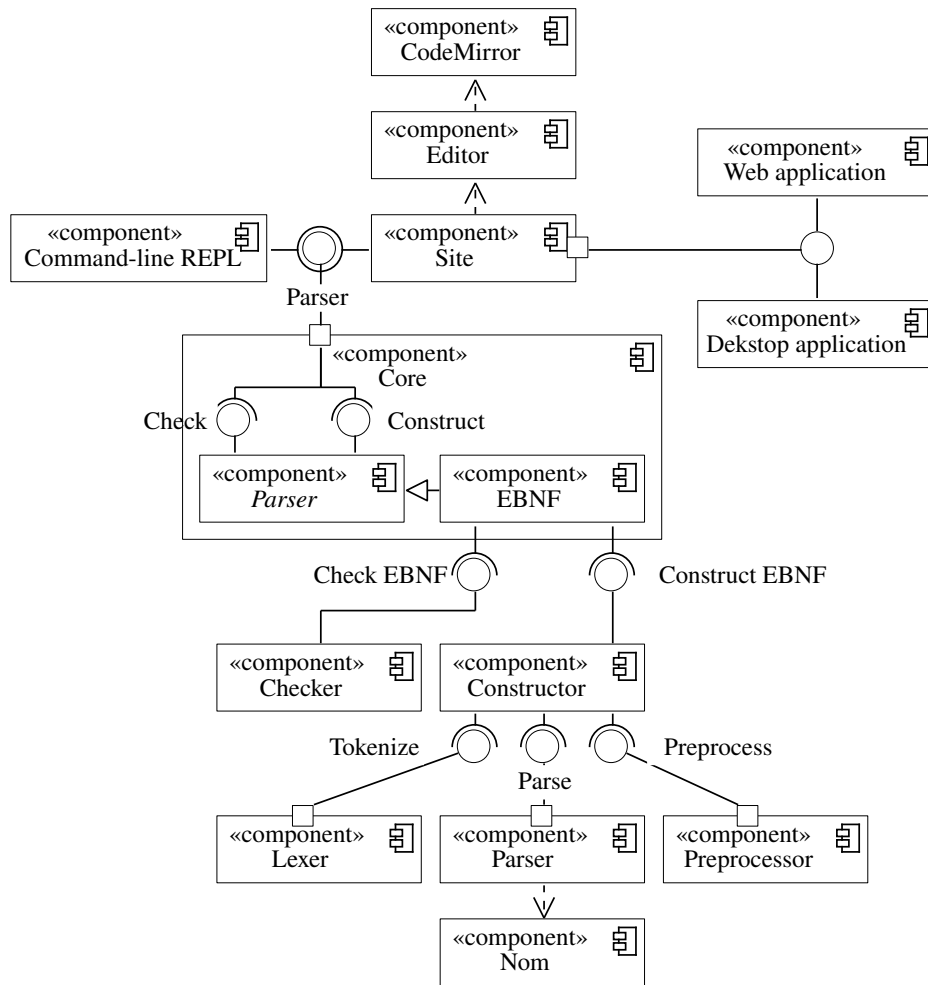 «component»
CodeMirror
«component»
Editor
«component»
Web application
«component»
Command-line REPL
«component»
Site
Parser
«component»
Dekstop application
«component»
Core
Check
Construct
«component»
Parser
«component»
EBNF
Check EBNF
Construct EBNF
«component»
Checker
«component»
Constructor
Tokenize
Preprocess
Parse
«component»
Lexer
«component»
Parser
«component»
Preprocessor
«component»
Nom